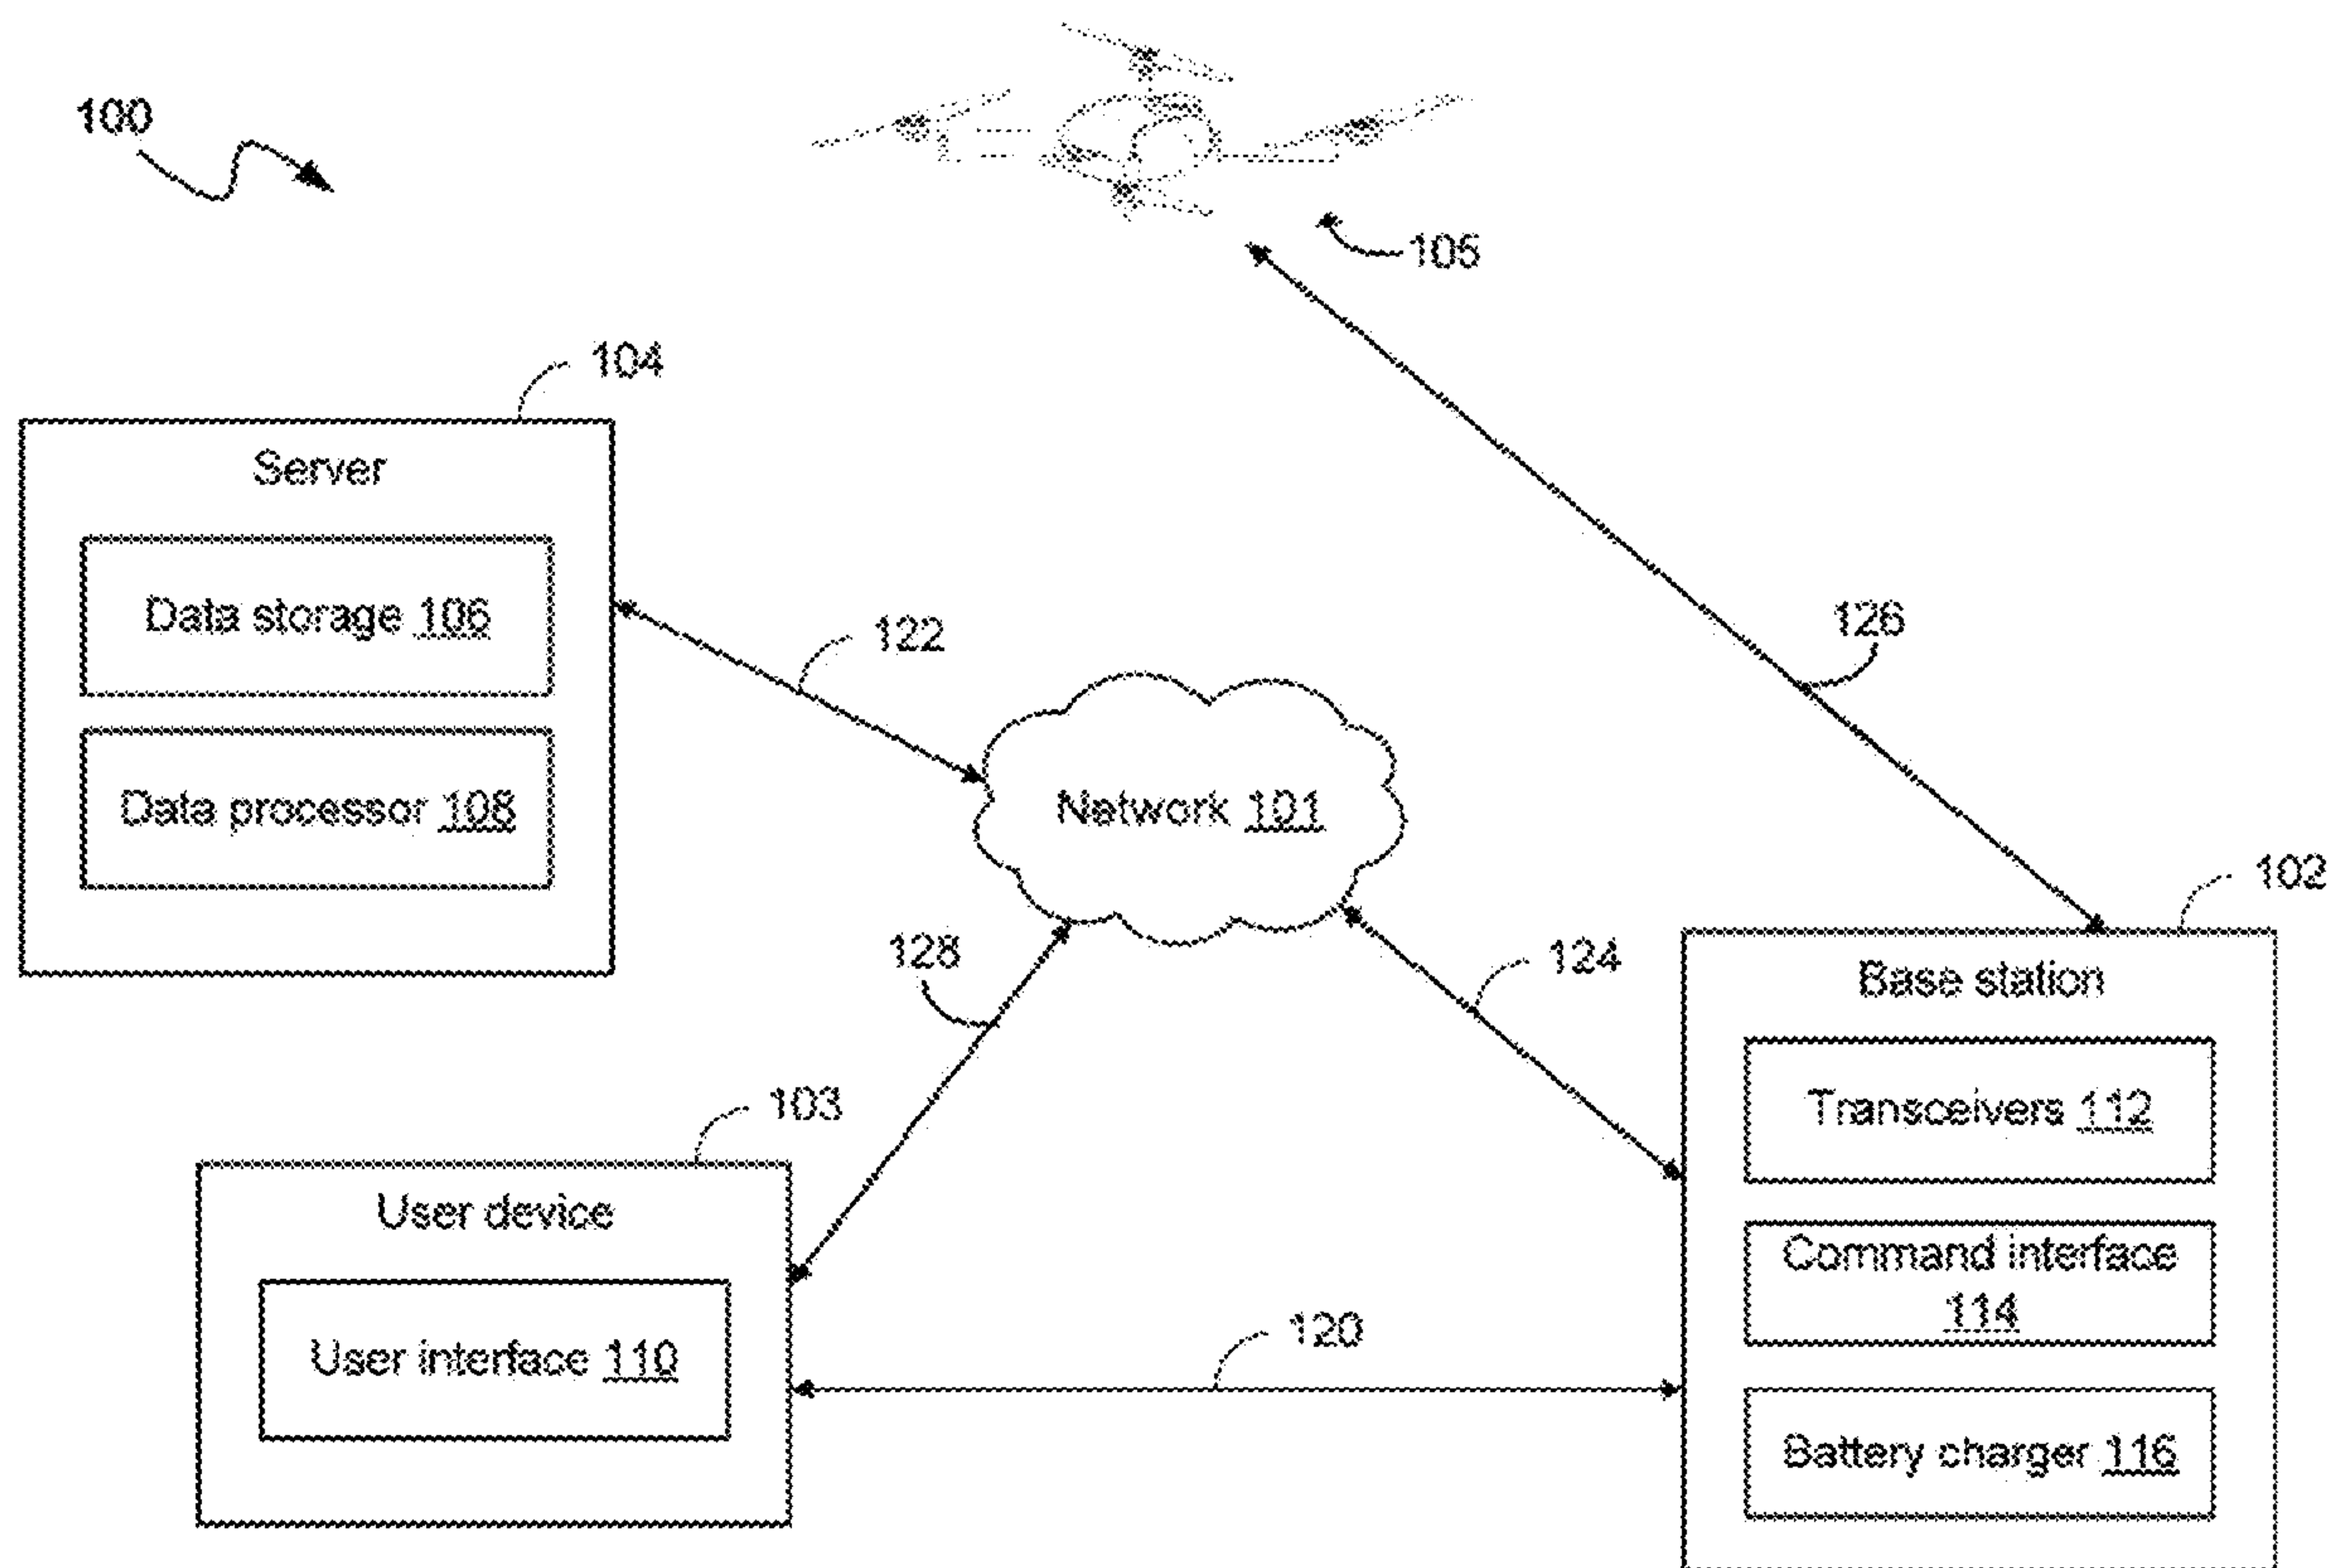 100
105
104
Server
Data storage 106
122
126
Data processor 108
Network 101
102
128
124
Base station
103
Transceivers 112
User device
Command interface
114
120
User interface 110
Battery charger 116